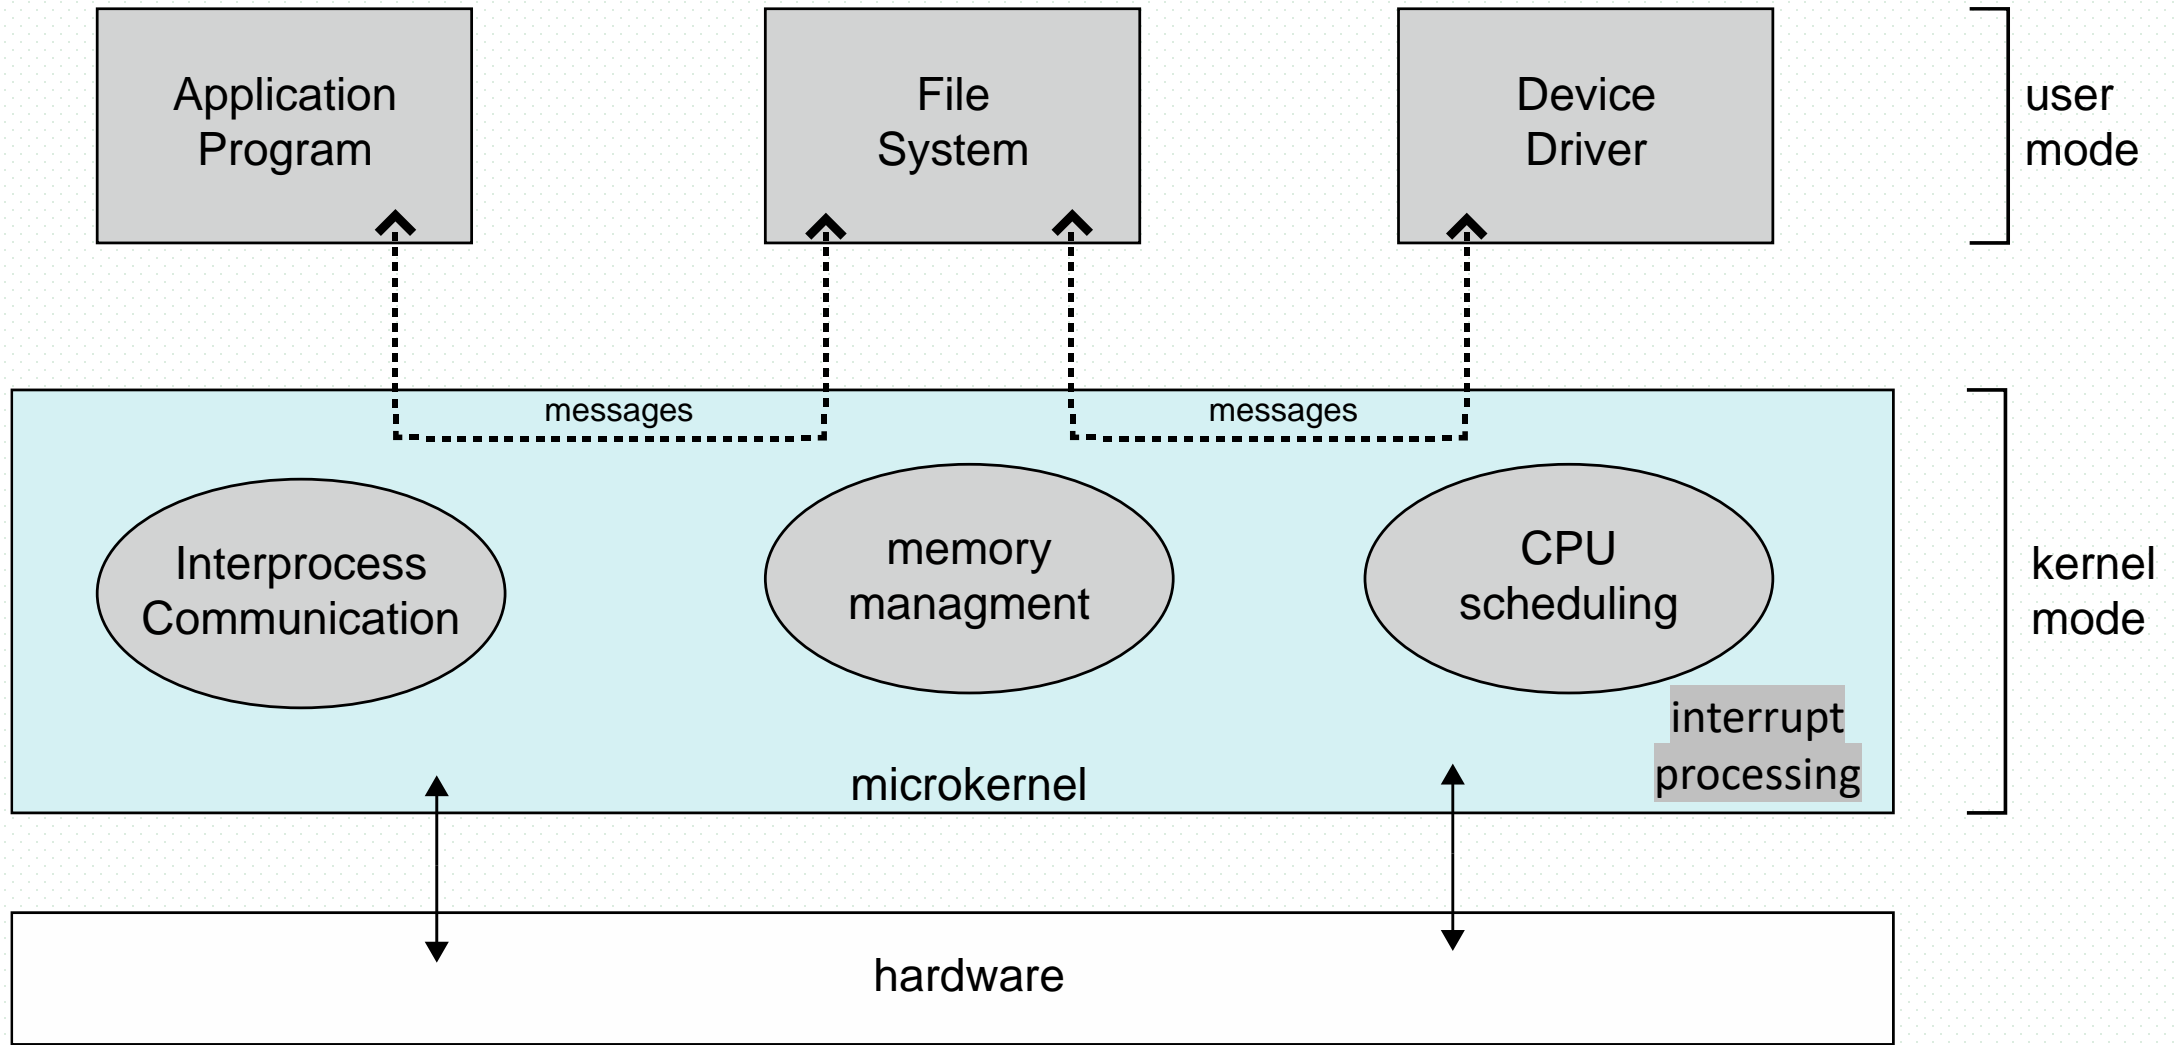 Application
Program
File
System
Device
Driver
user
mode
messages
messages
Interprocess
Communication
memory
managment
CPU
scheduling
kernel
mode
interrupt
processing
microkernel
hardware